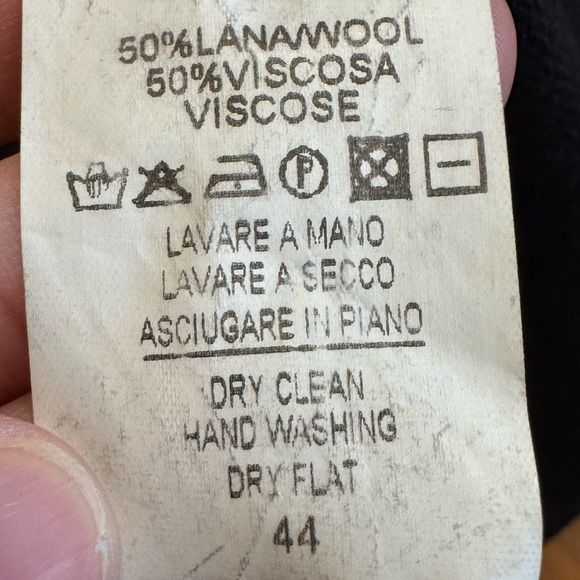 50%LANA/WOOL
50%VISCOSA
VISCOSE
P
LAVARE A MANO
LAVARE A SECCO
ASCIUGARE IN PIANO
DRY CLEAN
HAND WASHING
DRY FLAT
44